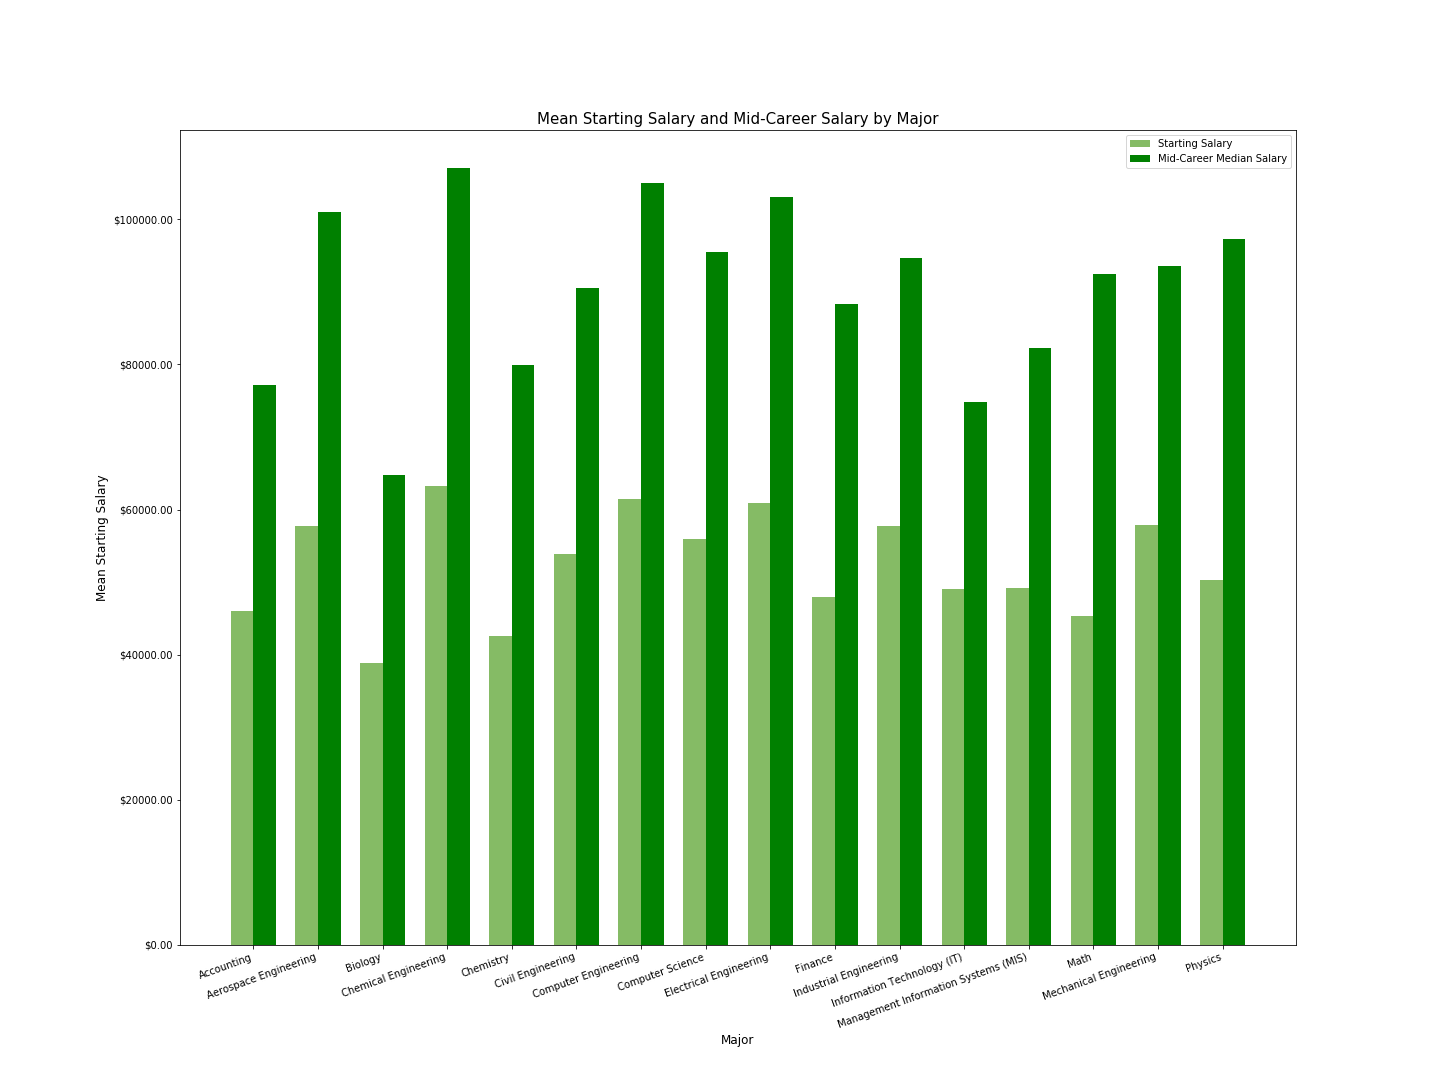 Mean Starting Salary and Mid-Career Salary by Major
Starting Salary
Mid-Career Median Salary
$100000.00
$80000.00
$60000.00
$40000.00
$20000.00
$0.00
Mean Starting Salary
Accounting
Aerospace Engineering
Biology
Chemical Engineering
Chemistry
Civil Engineering
Computer Engineering
Computer Science
Electrical Engineering
Finance
Industrial Engineering
Information Technology (IT)
Management Information Systems (MIS)
Math
Mechanical Engineering
Physics
Major